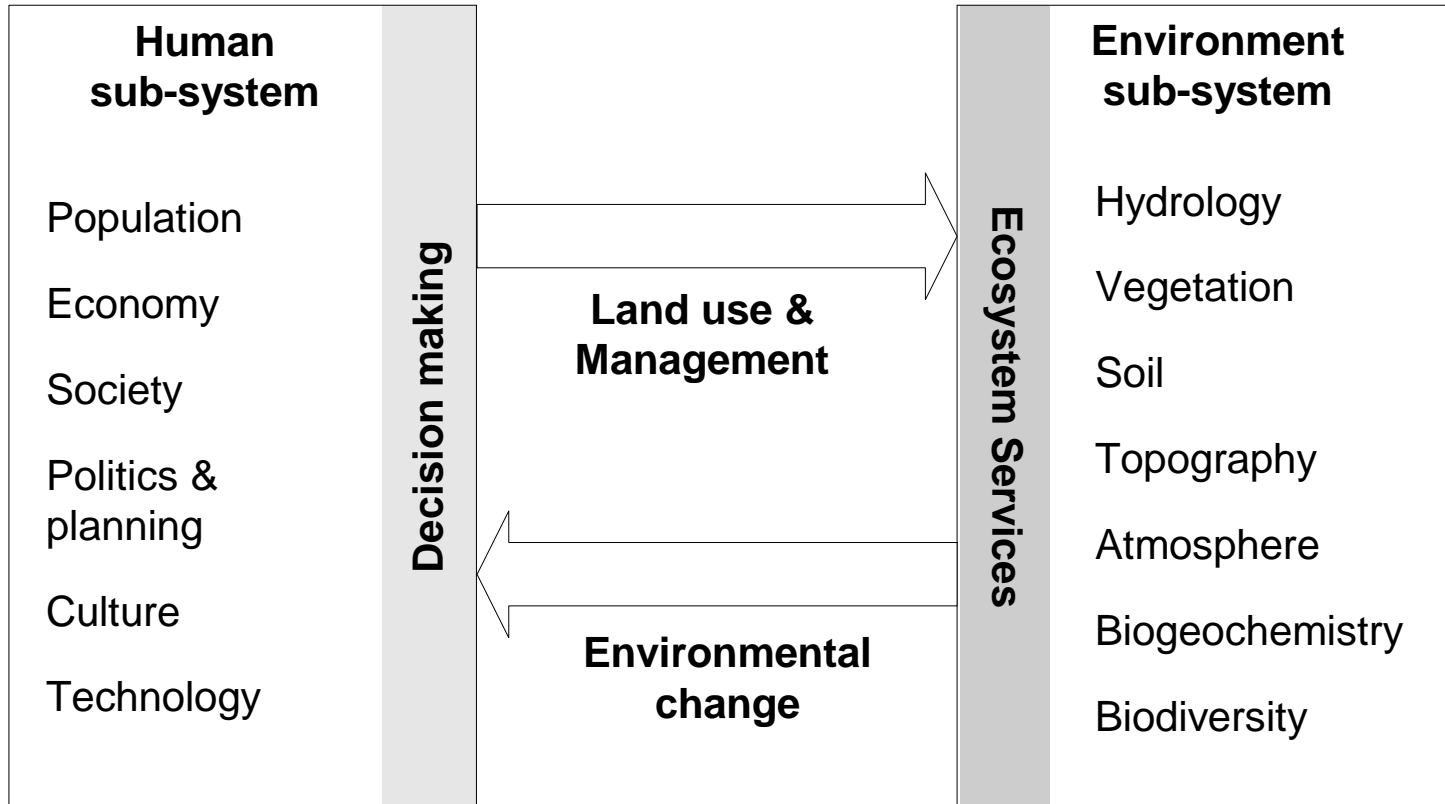 Human
sub-system
Population
Economy
Society
Politics &
planning
Culture
Technology
Decision making
Land use &
Management
Environmental
change
Ecosystem Services
Environment
sub-system
Hydrology
Vegetation
Soil
Topography
Atmosphere
Biogeochemistry
Biodiversity